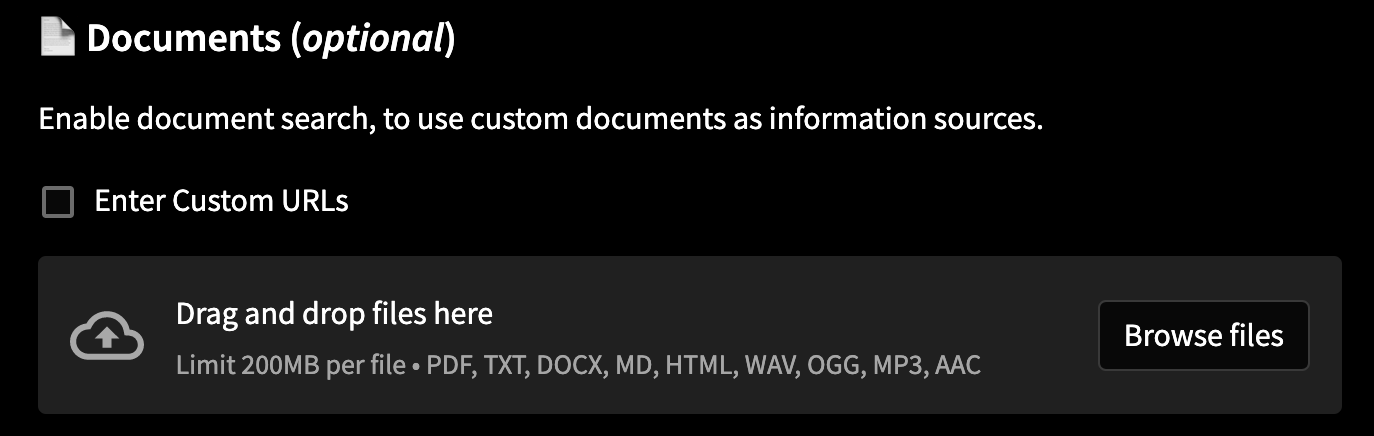 Documents (optional)
Enable document search, to use custom documents as information sources.
Enter Custom URLs
Drag and drop files here
Limit 200MB per file • PDF, TXT, DOCX, MD, HTML, WAV, OGG, MP3, AAC
Browse files